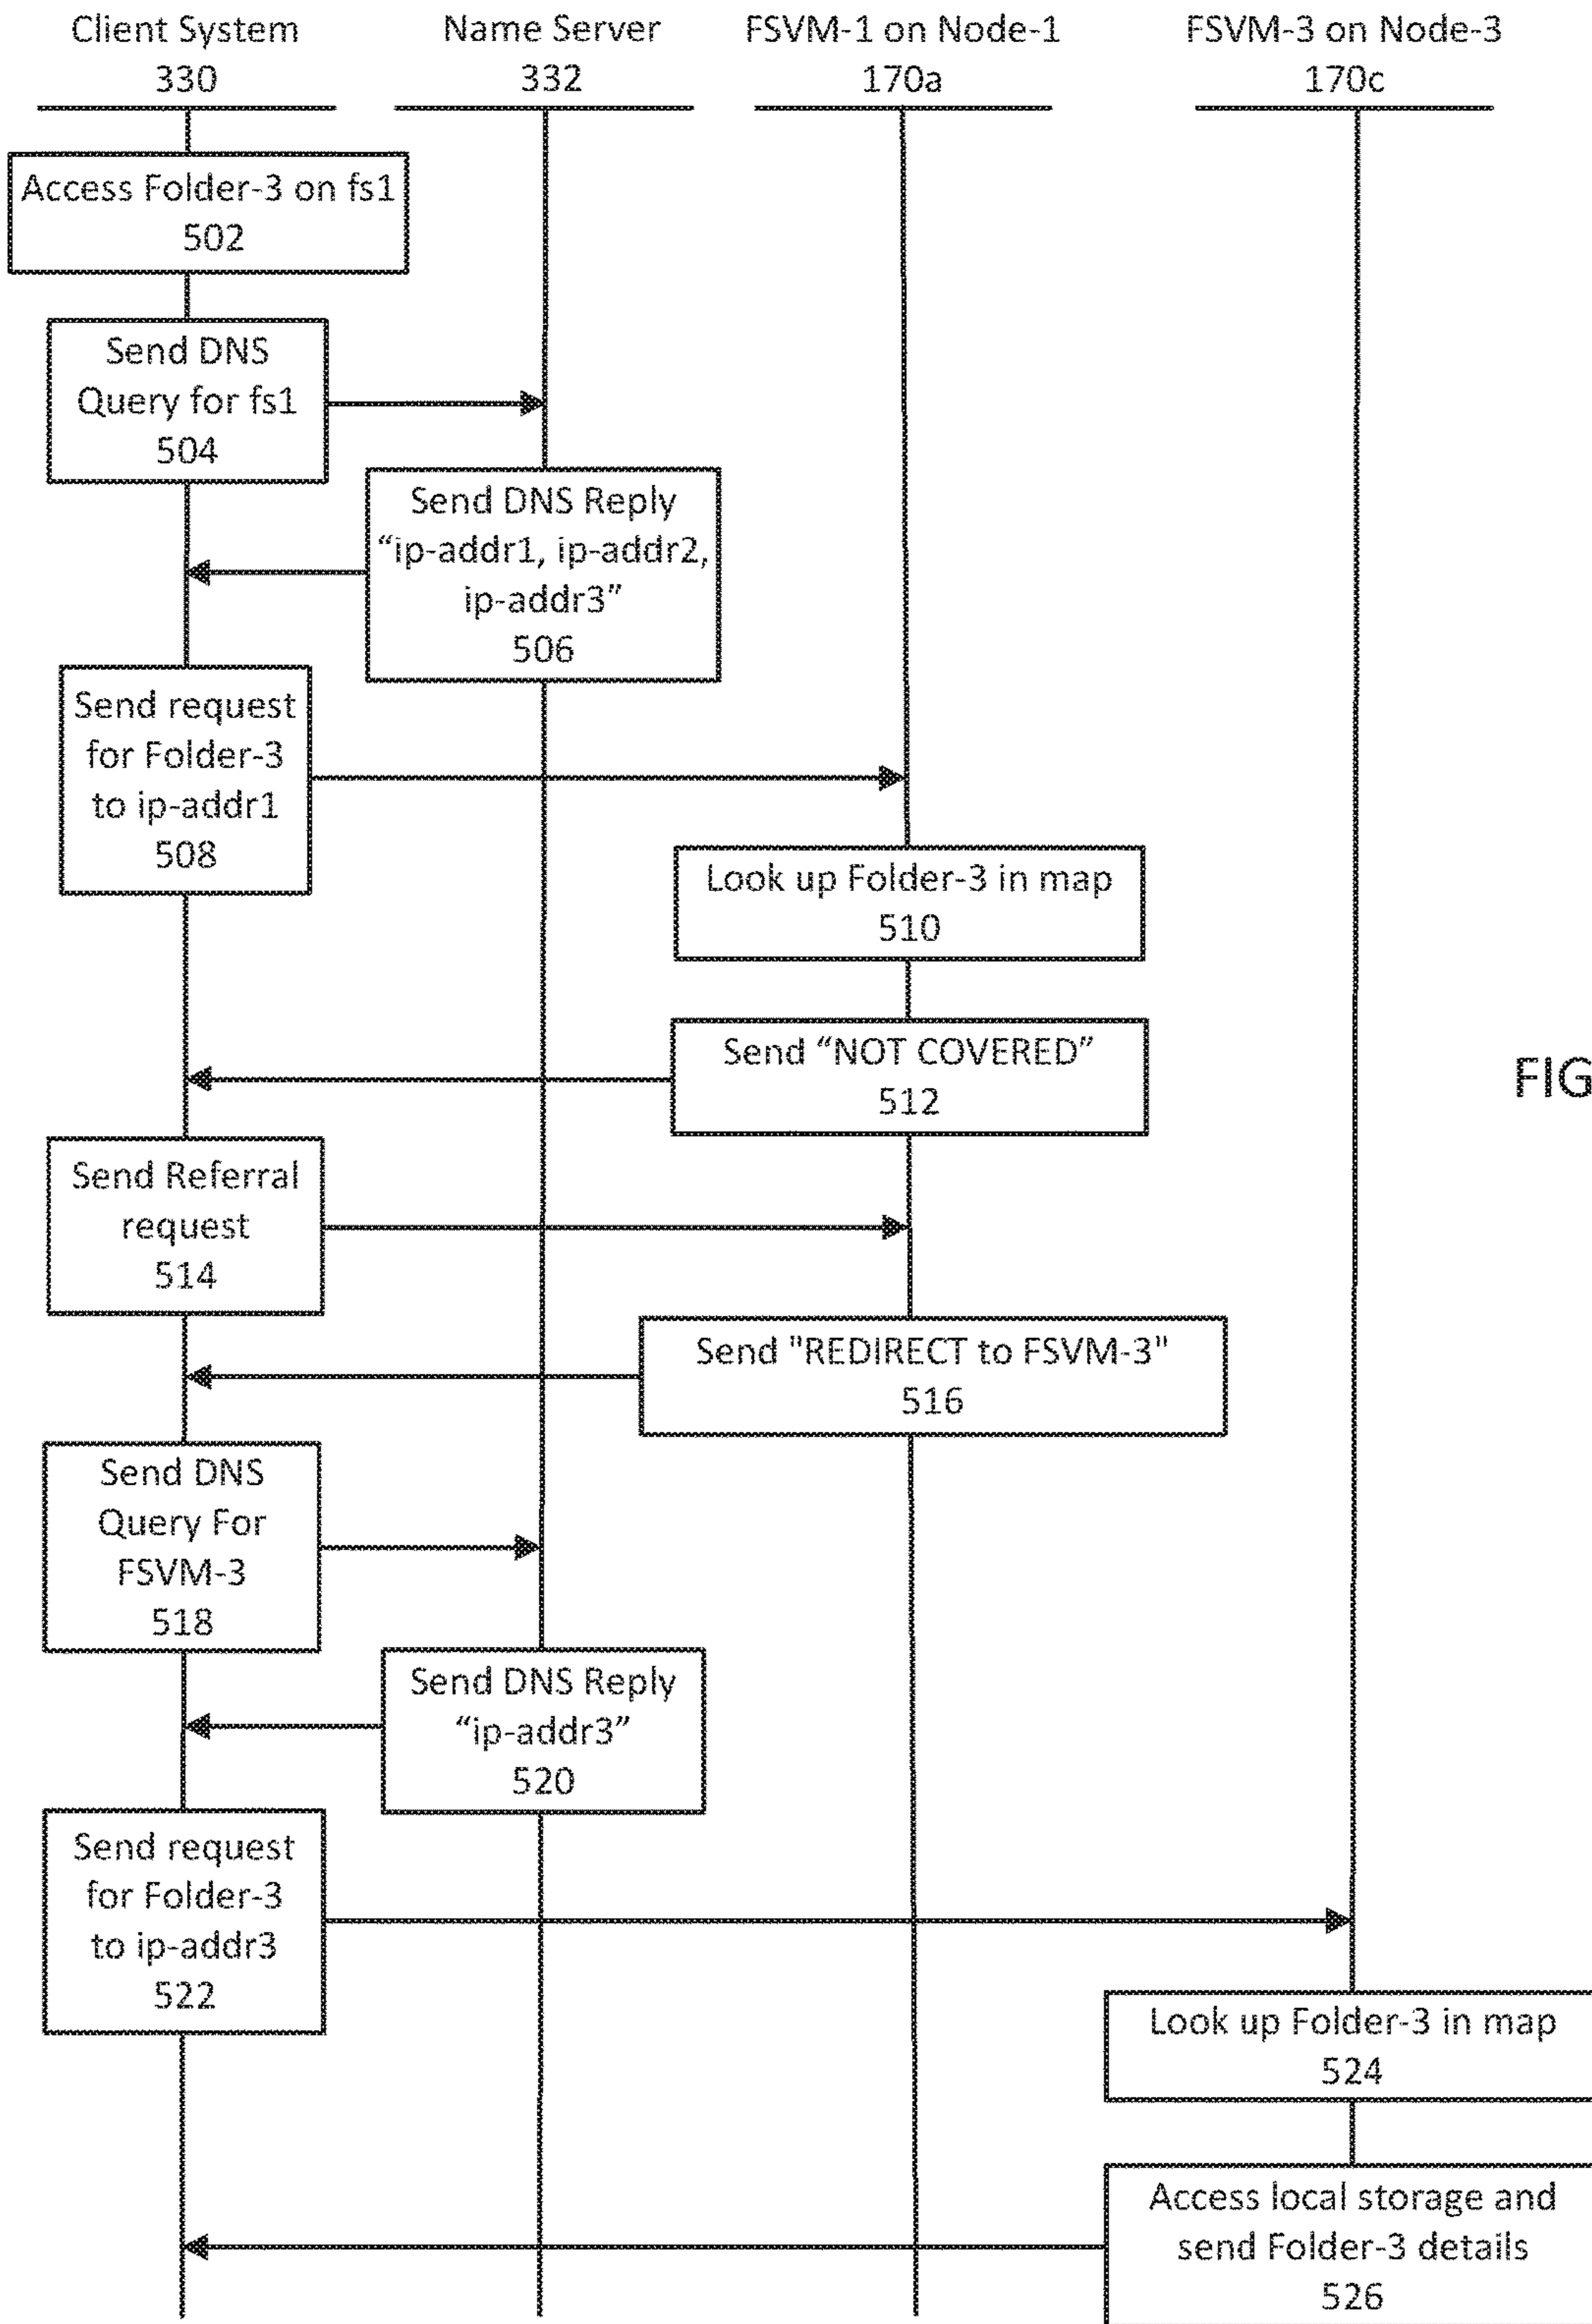 Client System
330
Name Server
332
FSVM-1 on Node-1
170a
FSVM-3 on Node-3
170c
Access Folder-3 on fs1
502
Send DNS
Query for fs1
504
Send DNS Reply
“ip-addr1, ip-addr2,
ip-addr3”
506
Send request
for Folder-3
to ip-addr1
508
Look up Folder-3 in map
510
Send “NOT COVERED”
512
FIG
Send Referral
request
514
Send "REDIRECT to FSVM-3"
516
Send DNS
Query For
FSVM-3
518
Send DNS Reply
“ip-addr3”
520
Send request
for Folder-3
to ip-addr3
522
Look up Folder-3 in map
524
Access local storage and
send Folder-3 details
526